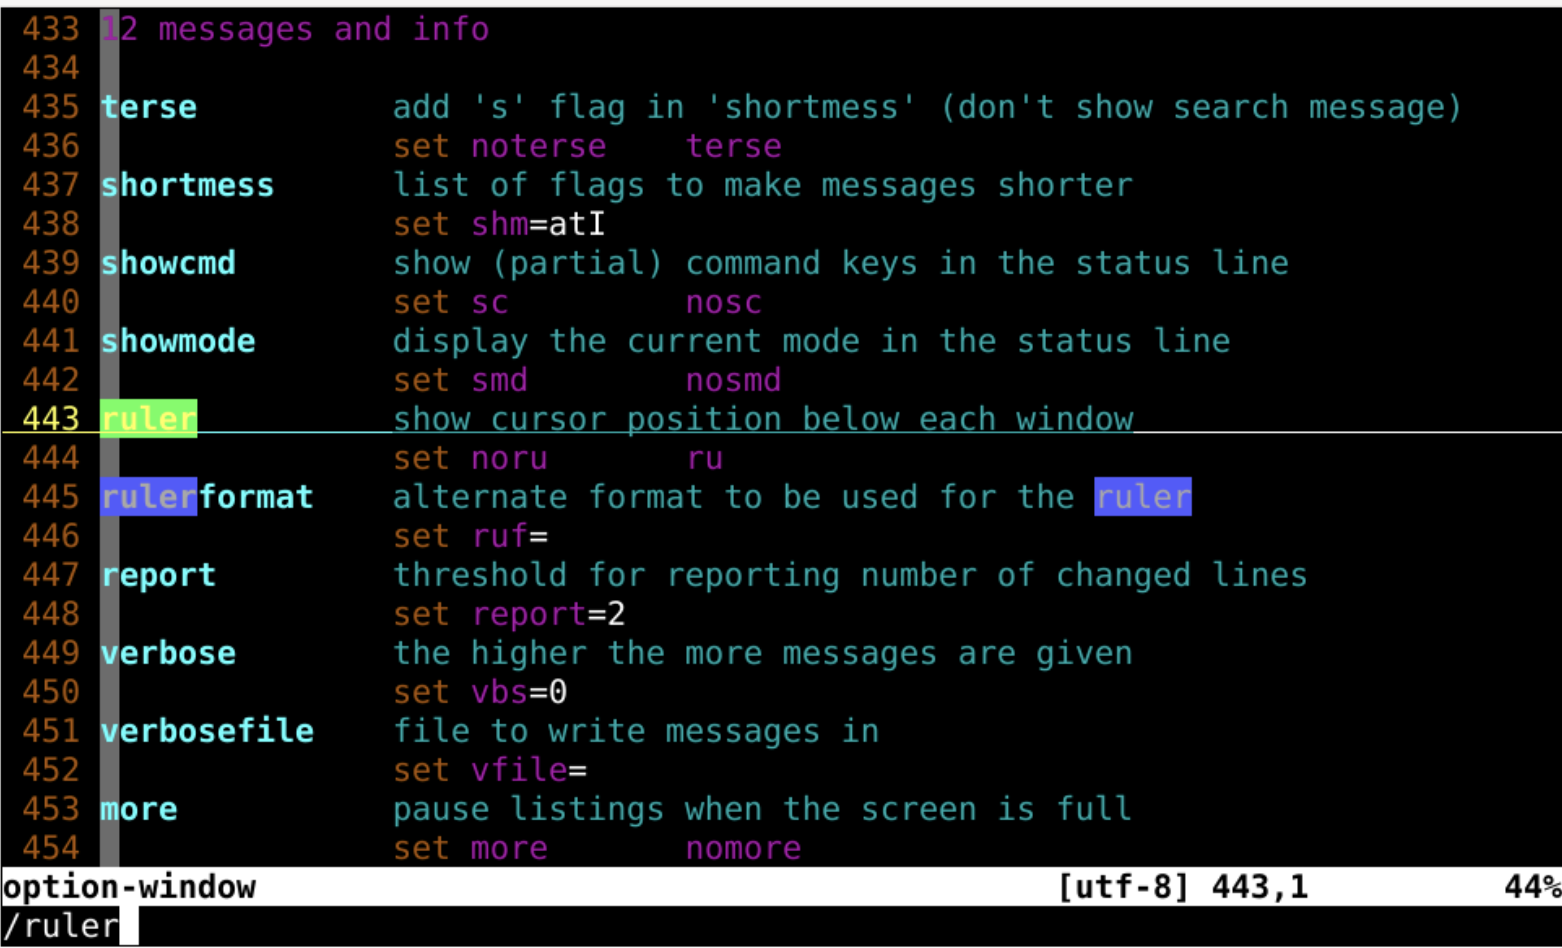 433 12 messages and info
434
435 terse add 's' flag in 'shortmess' (don't show search message)
436 set noterse terse
437 shortmess list of flags to make messages shorter
438 set shm=atI
439 showcmd show (partial) command keys in the status line
440 set sc nosc
441 showmode display the current mode in the status line
442 set smd nosmd
443 ruler show cursor position below each window
444 set noru ru
445 rulerformat alternate format to be used for the ruler
446 set ruf=
447 report threshold for reporting number of changed lines
448 set report=2
449 verbose the higher the more messages are given
450 set vbs=0
451 verbosefile file to write messages in
452 set vfile=
453 more pause listings when the screen is full
454 set more nomore
option-window [utf-8] 443,1 44%
/ruler